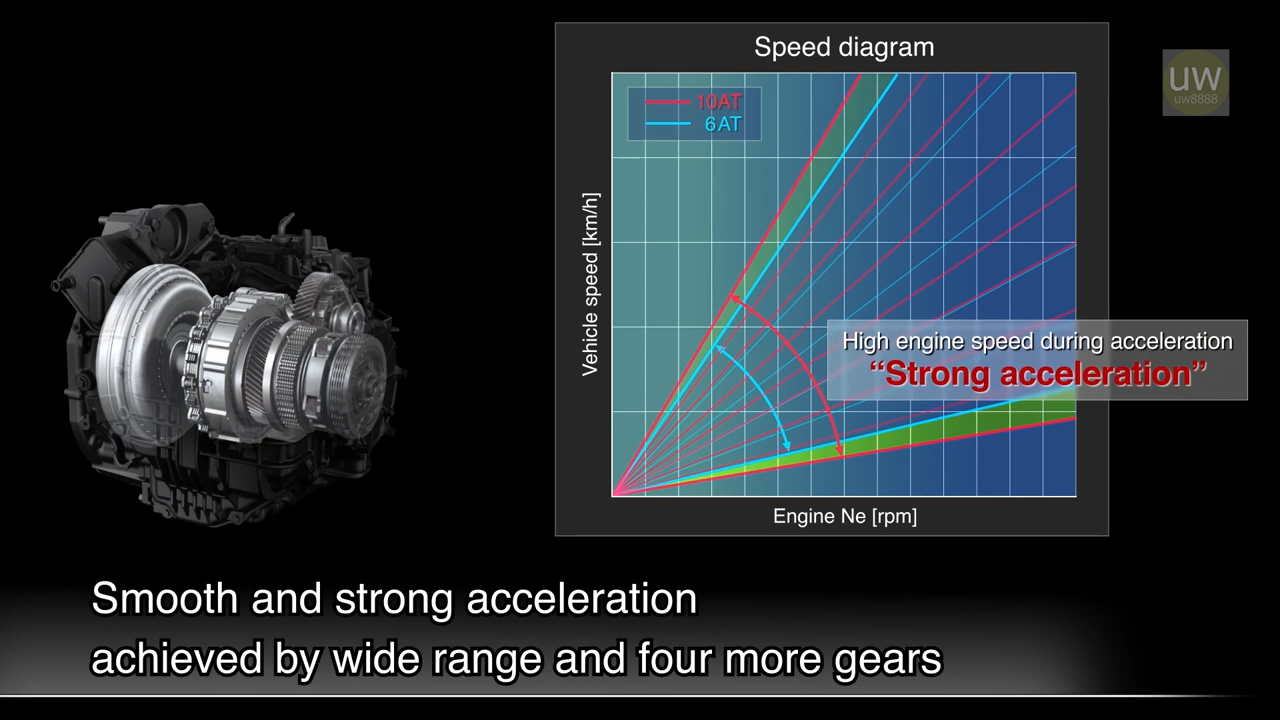 Speed diagram
UW
uw8888
10AT
6AT
Vehicle speed [km/h]
High engine speed during acceleration
“Strong acceleration”
Engine Ne [rpm]
Smooth and strong acceleration
achieved by wide range and four more gears